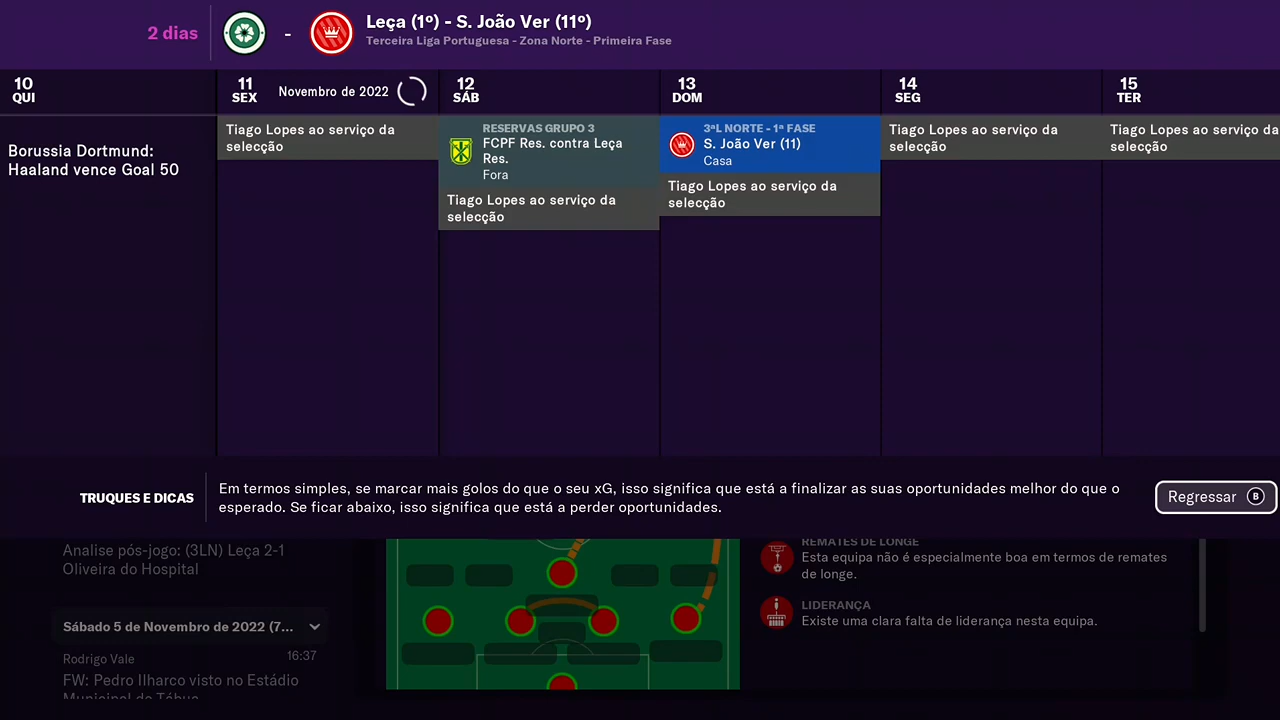 2 dias
-
Leça (1º) - S. João Ver (11º)
Terceira Liga Portuguesa - Zona Norte - Primeira Fase
10
QUI
11
SEX
Novembro de 2022
12
SÁB
13
DOM
14
SEG
15
TER
Borussia Dortmund:
Haaland vence Goal 50
Tiago Lopes ao serviço da
selecção
RESERVAS GRUPO 3
FCPF Res. contra Leça
Res.
Fora
Tiago Lopes ao serviço da
selecção
3ªL NORTE - 1ª FASE
S. João Ver (11)
Casa
Tiago Lopes ao serviço da
selecção
Tiago Lopes ao serviço da
selecção
Tiago Lopes ao serviço da
selecção
TRUQUES E DICAS
Em termos simples, se marcar mais golos do que o seu xG, isso significa que está a finalizar as suas oportunidades melhor do que o
esperado. Se ficar abaixo, isso significa que está a perder oportunidades.
Regressar B
Analise pós-jogo: (3LN) Leça 2-1
Oliveira do Hospital
Sábado 5 de Novembro de 2022 (7...
Rodrigo Vale
16:37
FW: Pedro Ilharco visto no Estádio
Municipal de Tábua
REMATES DE LONGE
Esta equipa não é especialmente boa em termos de remates
de longe.
LIDERANÇA
Existe uma clara falta de liderança nesta equipa.